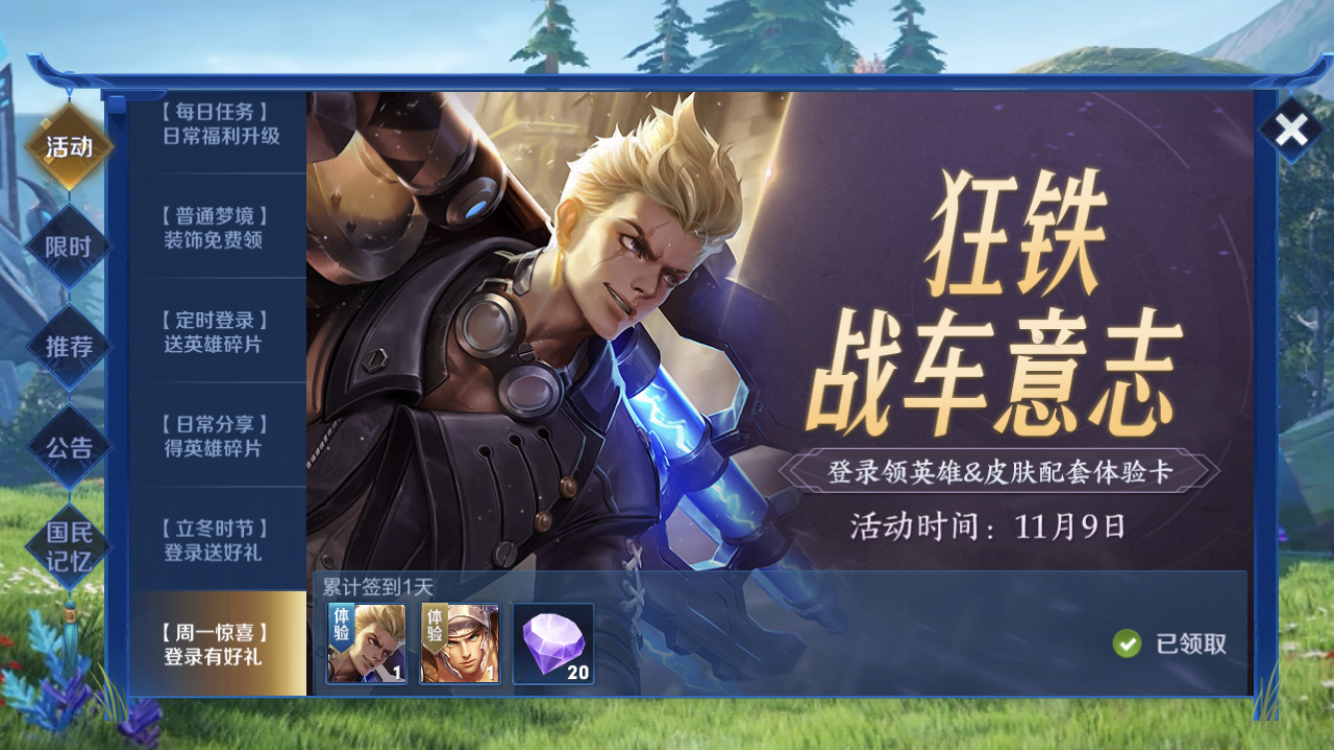 活动
限时
推荐
公告
国民
记忆
【每日任务】
日常福利升级
【普通梦境】
装饰免费领
【定时登录】
送英雄碎片
【日常分享】
得英雄碎片
【立冬时节】
登录送好礼
【周一惊喜】
登录有好礼
狂铁
战车意志
登录领英雄&皮肤配套体验卡
活动时间：11月9日
累计签到1天
体验
1
体验
1
20
已领取